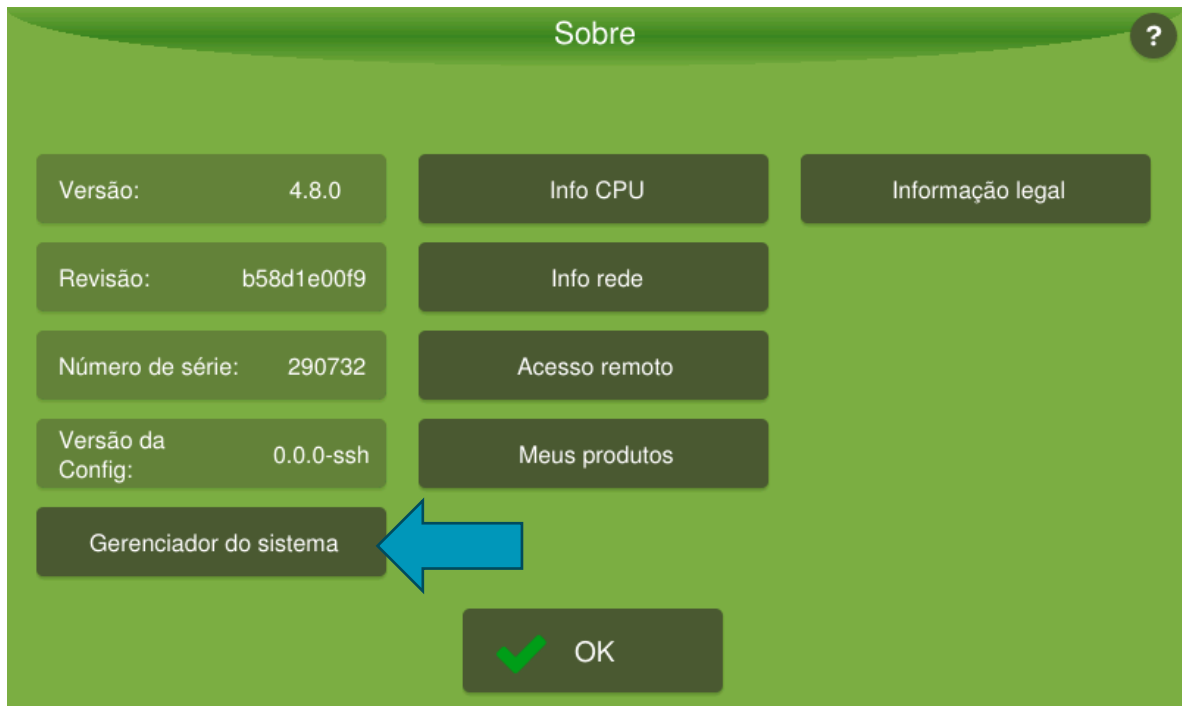 Sobre
?
Versão: 4.8.0
Info CPU
Informação legal
Revisão: b58d1e00f9
Info rede
Número de série: 290732
Acesso remoto
Versão da
Config: 0.0.0-ssh
Meus produtos
Gerenciador do sistema
OK